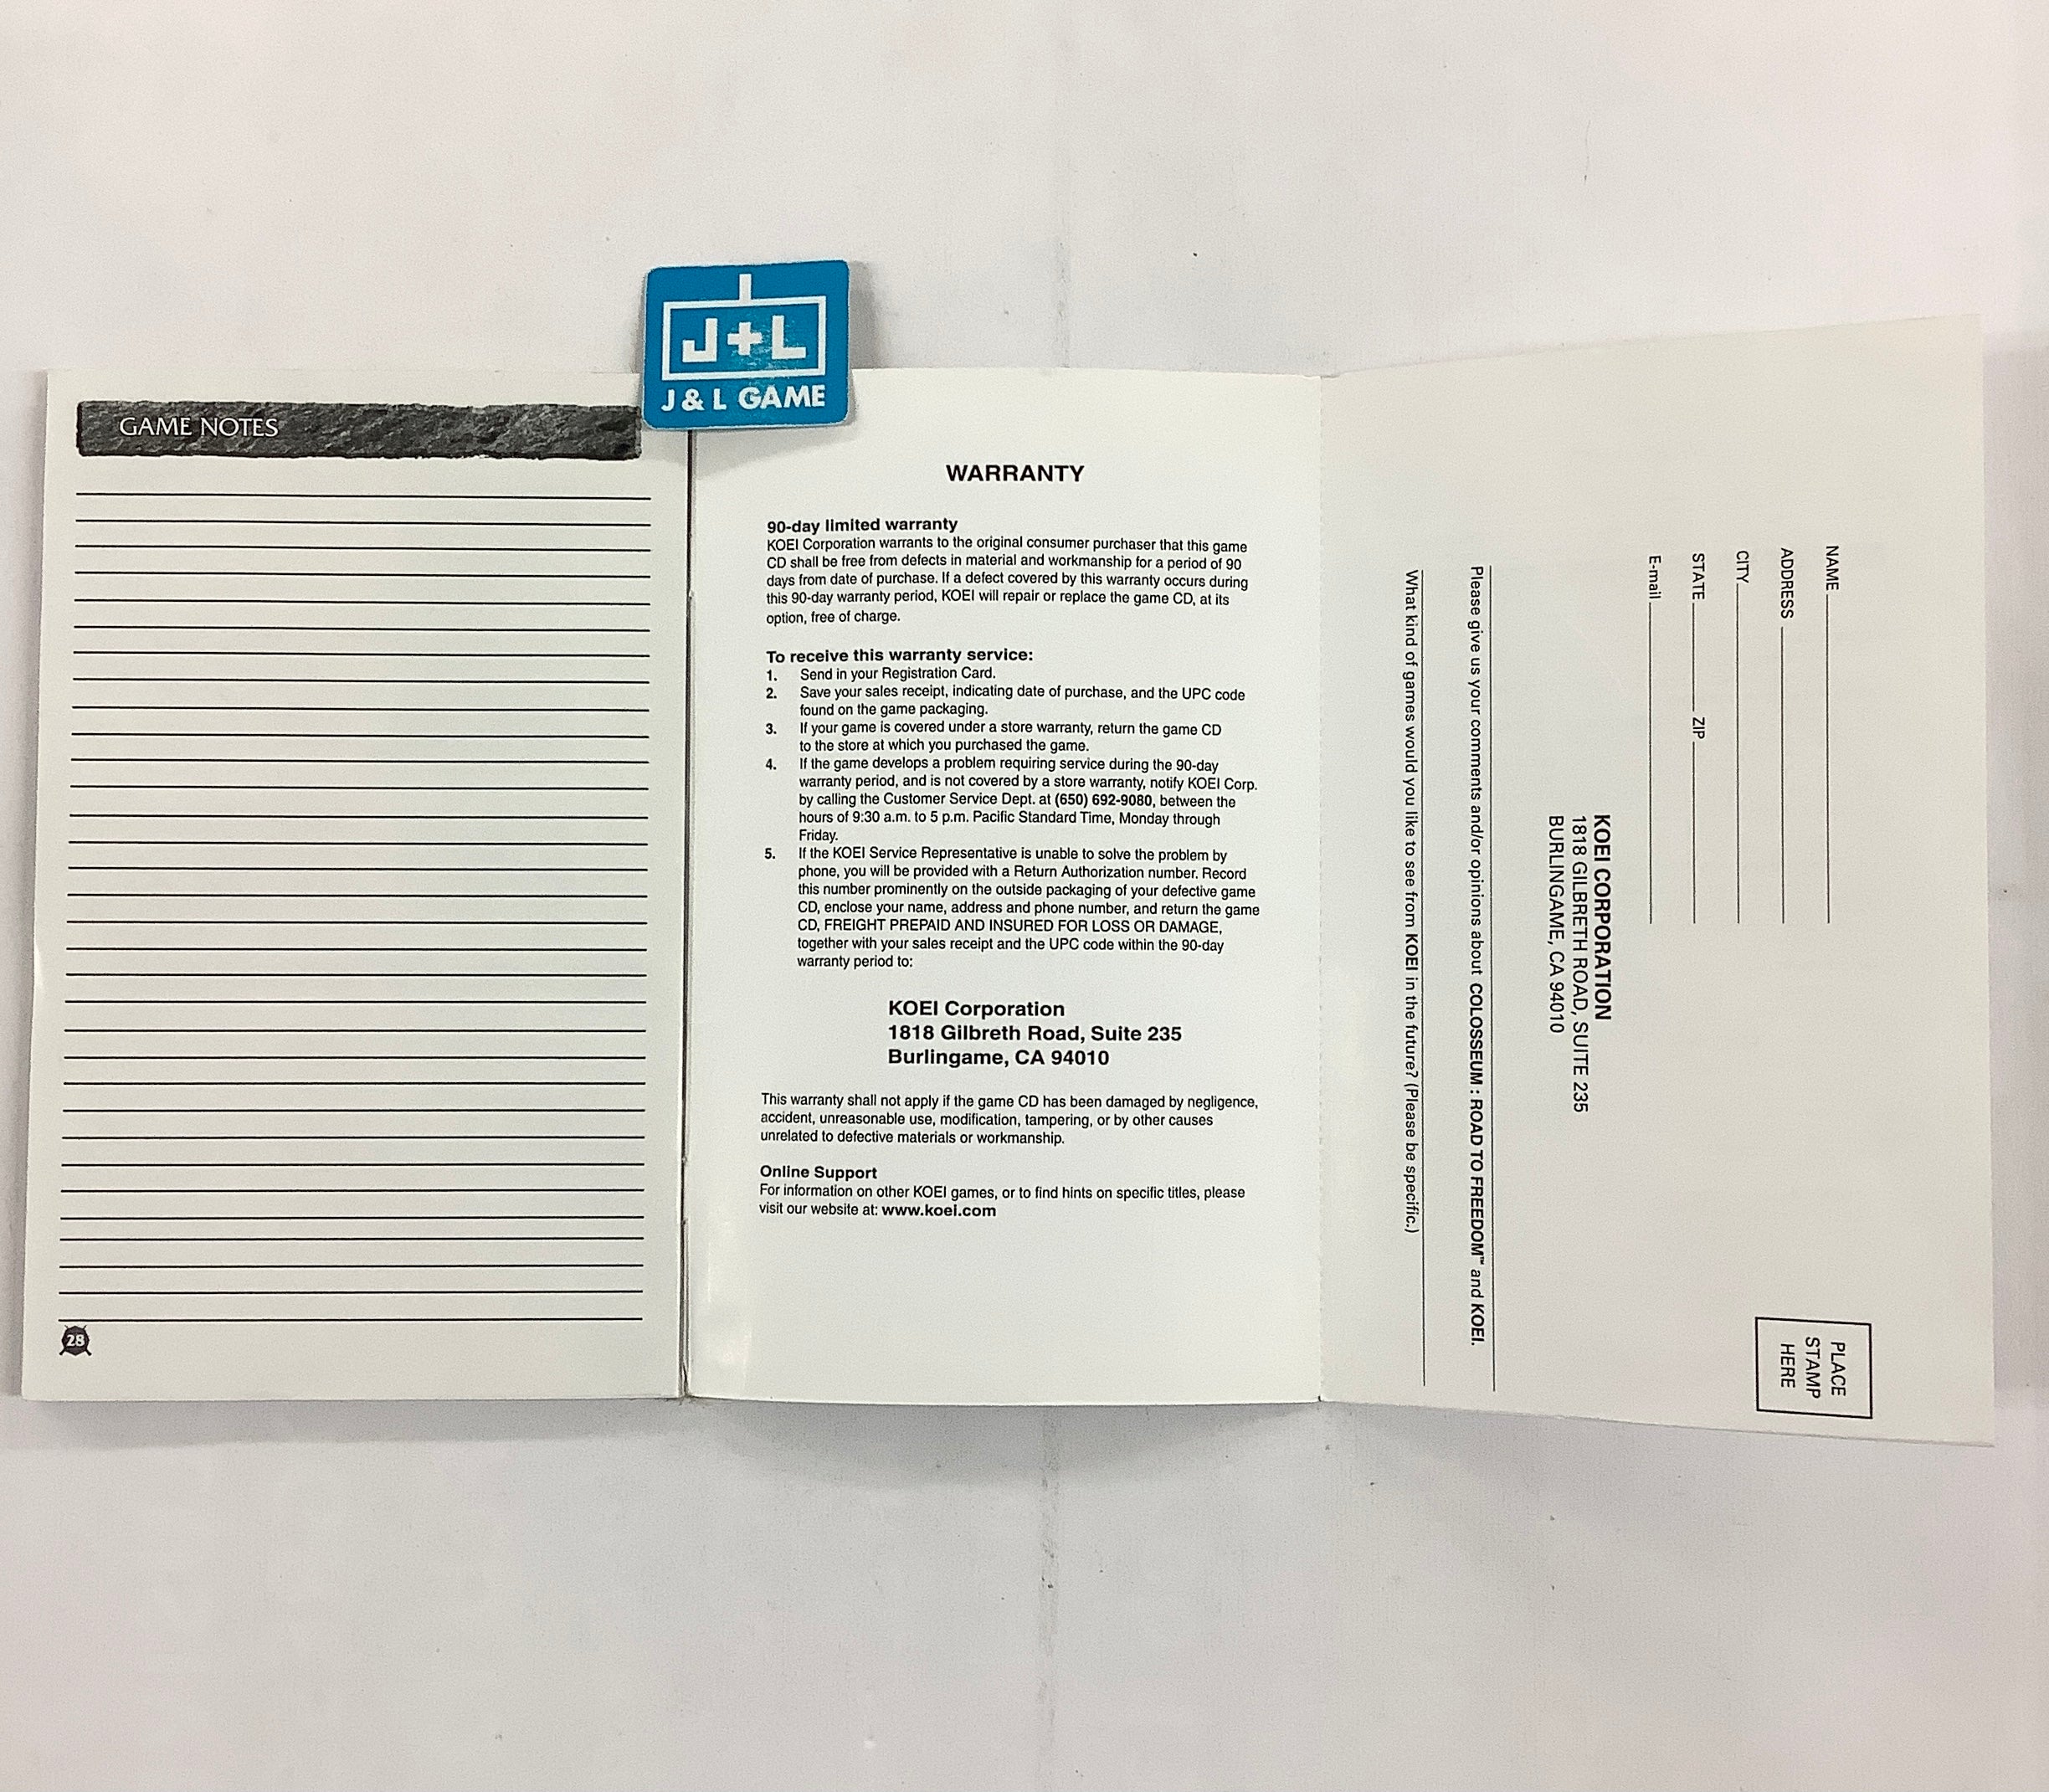 J+L
J & L GAME
GAME NOTES
28
WARRANTY
90-day limited warranty
KOEI Corporation warrants to the original consumer purchaser that this game
CD shall be free from defects in material and workmanship for a period of 90
days from date of purchase. If a defect covered by this warranty occurs during
this 90-day warranty period, KOEI will repair or replace the game CD, at its
option, free of charge.
To receive this warranty service:
1. Send in your Registration Card.
2. Save your sales receipt, indicating date of purchase, and the UPC code
found on the game packaging.
3. If your game is covered under a store warranty, return the game CD
to the store at which you purchased the game.
4. If the game develops a problem requiring service during the 90-day
warranty period, and is not covered by a store warranty, notify KOEI Corp.
by calling the Customer Service Dept. at (650) 692-9080, between the
hours of 9:30 a.m. to 5 p.m. Pacific Standard Time, Monday through
Friday.
5. If the KOEI Service Representative is unable to solve the problem by
phone, you will be provided with a Return Authorization number. Record
this number prominently on the outside packaging of your defective game
CD, enclose your name, address and phone number, and return the game
CD, FREIGHT PREPAID AND INSURED FOR LOSS OR DAMAGE,
together with your sales receipt and the UPC code within the 90-day
warranty period to:
KOEI Corporation
1818 Gilbreth Road, Suite 235
Burlingame, CA 94010
This warranty shall not apply if the game CD has been damaged by negligence,
accident, unreasonable use, modification, tampering, or by other causes
unrelated to defective materials or workmanship.
Online Support
For information on other KOEI games, or to find hints on specific titles, please
visit our website at: www.koei.com
NAME
ADDRESS
CITY
STATE ZIP
E-mail
PLACE
STAMP
HERE
KOEI CORPORATION
1818 GILBRETH ROAD, SUITE 235
BURLINGAME, CA 94010
Please give us your comments and/or opinions about COLOSSEUM : ROAD TO FREEDOM™ and KOEI.
What kind of games would you like to see from KOEI in the future? (Please be specific.)